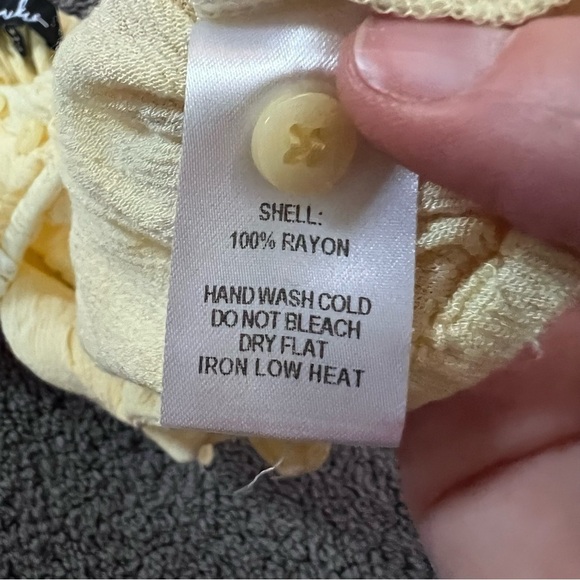 SHELL:
100% RAYON
HAND WASH COLD
DO NOT BLEACH
DRY FLAT
IRON LOW HEAT